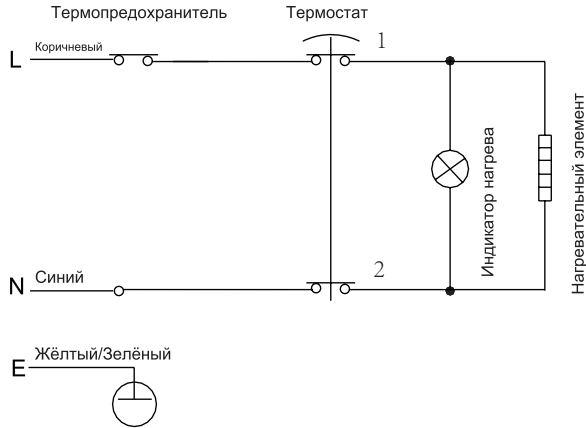 Термопредохранитель Термостат
L Коричневый 1
Индикатор нагрева
Нагревательный элемент
N Синий 2
E Жёлтый/Зелёный